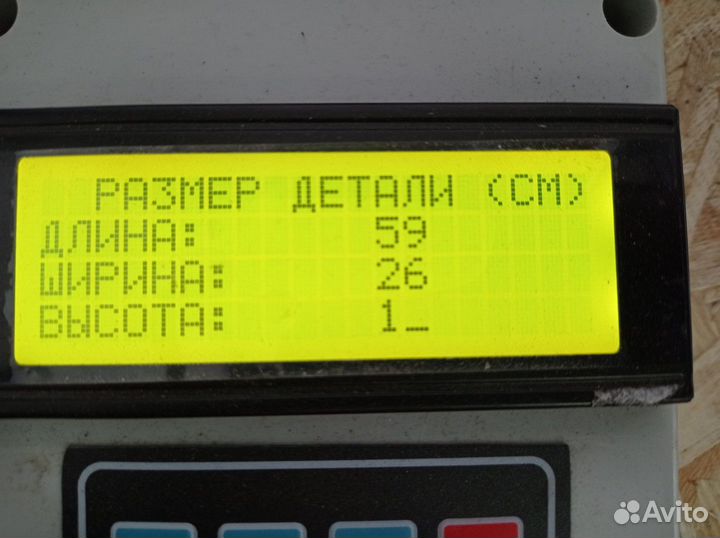 РАЗМЕР ДЕТАЛИ (СМ)
ДЛИНА: 59
ШИРИНА: 26
ВЫСОТА: 1_
Avito